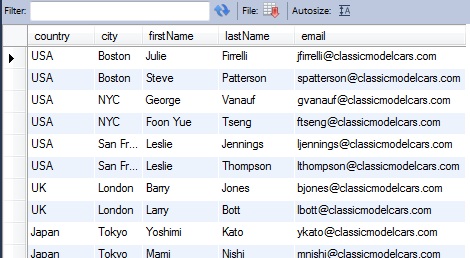 Filter: File: Autosize:
country city firstName lastName email
USA Boston Julie Firrelli jfirrelli@classicmodelcars.com
USA Boston Steve Patterson spatterson@classicmodelcars.com
USA NYC George Vanauf gvanauf@classicmodelcars.com
USA NYC Foon Yue Tseng ftseng@classicmodelcars.com
USA San Fr... Leslie Jennings ljennings@classicmodelcars.com
USA San Fr... Leslie Thompson lthompson@classicmodelcars.com
UK London Barry Jones bjones@classicmodelcars.com
UK London Larry Bott lbott@classicmodelcars.com
Japan Tokyo Yoshimi Kato ykato@classicmodelcars.com
Japan Tokyo Mami Nishi mnishi@classicmodelcars.com